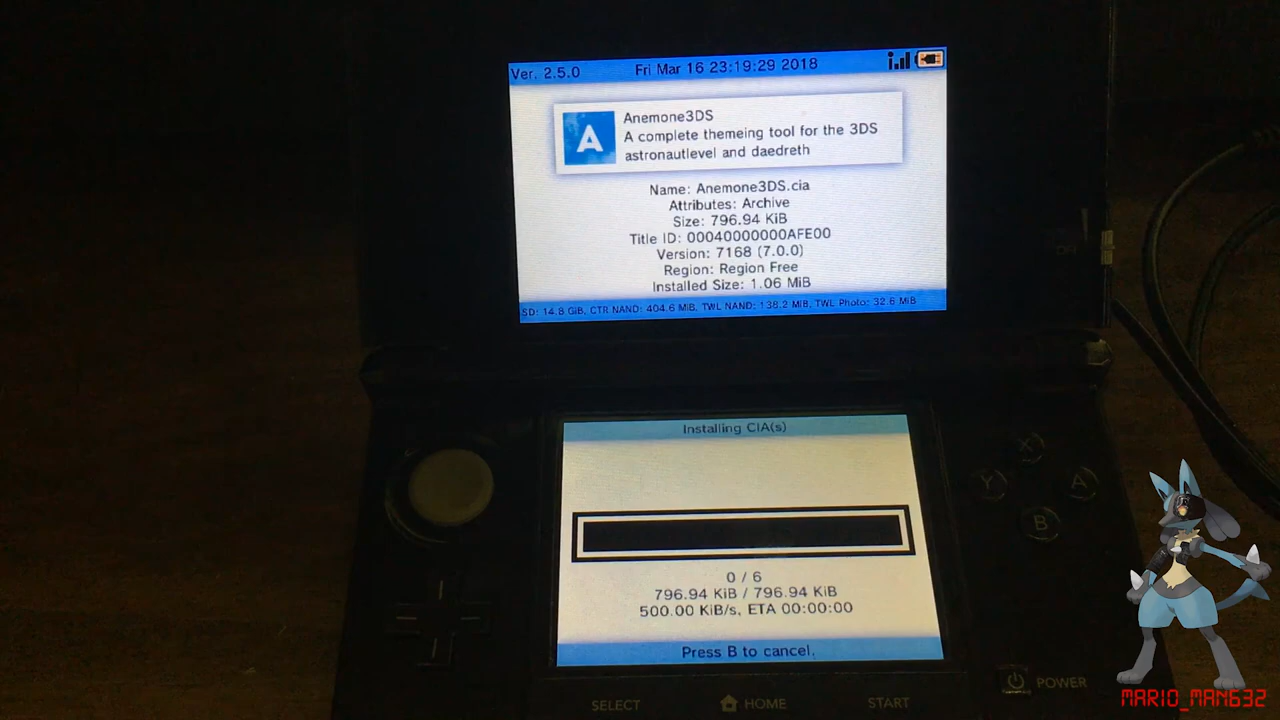 Ver. 2.5.0
Fri Mar 16 23:19:29 2018
A
Anemone3DS
A complete themeing tool for the 3DS
astronautlevel and daedreth
Name: Anemone3DS.cia
Attributes: Archive
Size: 796.94 KiB
Title ID: 00040000000AFE00
Version: 7168 (7.0.0)
Region: Region Free
Installed Size: 1.06 MiB
SD: 14.8 GiB, CTR NAND: 404.6 MiB, TWL NAND: 138.2 MiB, TWL Photo: 32.6 MiB
Installing CIA(s)
0 / 6
796.94 KiB / 796.94 KiB
500.00 KiB/s, ETA 00:00:00
Press B to cancel.
X
Y
A
B
SELECT
HOME
START
POWER
MARIO_MAN632